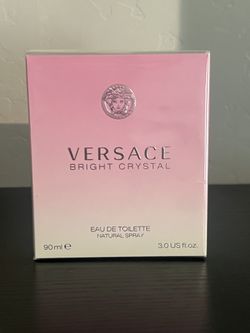 VERSACE
BRIGHT CRYSTAL
EAU DE TOILETTE
NATURAL SPRAY
90 ml ℮ 3.0 US fl.oz.